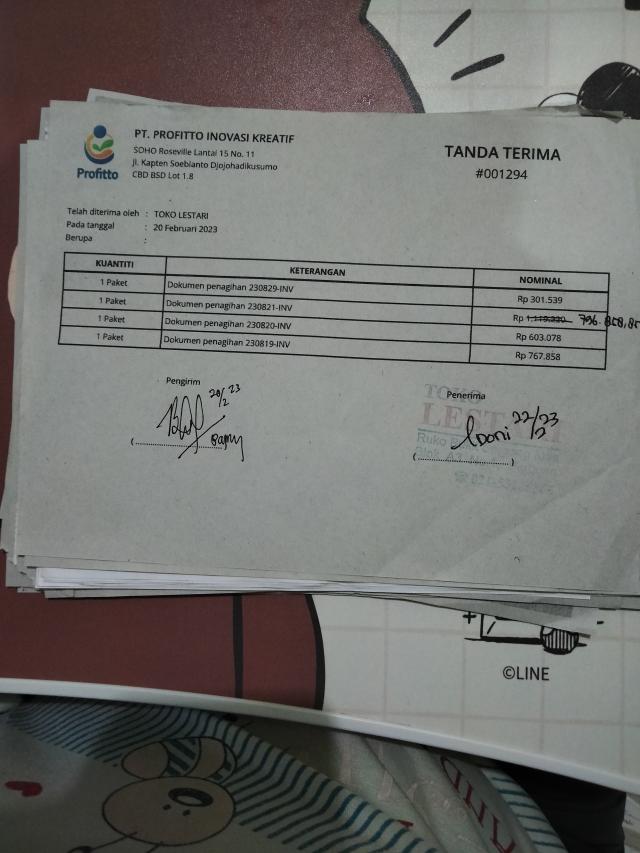 Profitto
PT. PROFITTO INOVASI KREATIF
SOHO Roseville Lantai 15 No. 11
Jl. Kapten Soebianto Djojohadikusumo
CBD BSD Lot 1.8
TANDA TERIMA
#001294
Telah diterima oleh : TOKO LESTARI
Pada tanggal : 20 Februari 2023
Berupa :
KUANTITI KETERANGAN NOMINAL
1 Paket Dokumen penagihan 230829-INV Rp 301.539
1 Paket Dokumen penagihan 230821-INV Rp
1 Paket Dokumen penagihan 230820-INV Rp 603.078
1 Paket Dokumen penagihan 230819-INV Rp 767.858
Pengirim
20/2 23
Penerima
TOKO
LESTARI
Ruko
22/23
2
©LINE